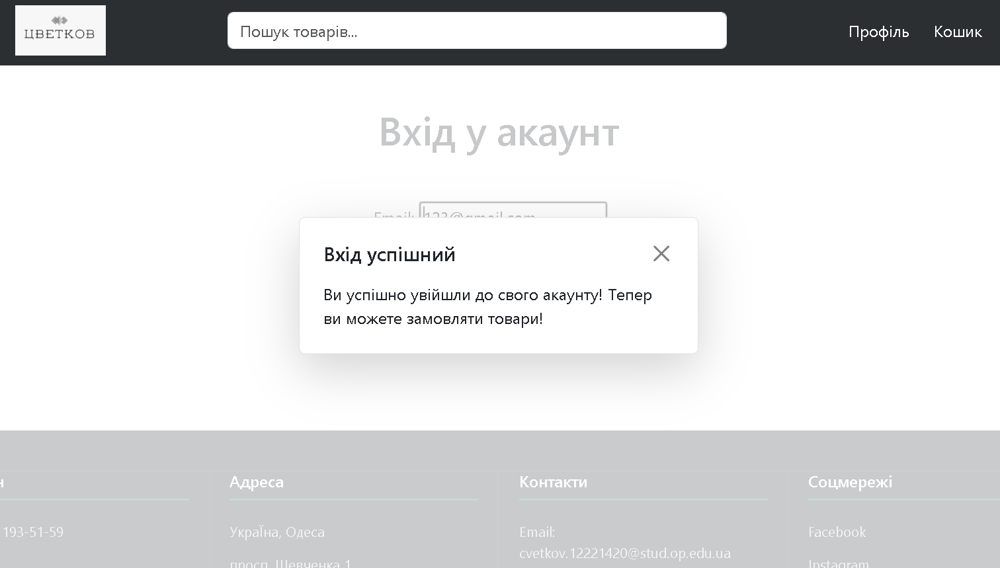 ЦВЕТКОВ
Пошук товарів...
Профіль
Кошик
Вхід у акаунт
Email:
123@gmail.com
Вхід успішний
Ви успішно увійшли до свого акаунту! Тепер
ви можете замовляти товари!
193-51-59
Адреса
УкраЇна, Одеса
просп. Шевченка 1
Контакти
Email:
cvetkov.12221420@stud.op.edu.ua
Соцмережі
Facebook
Instagram